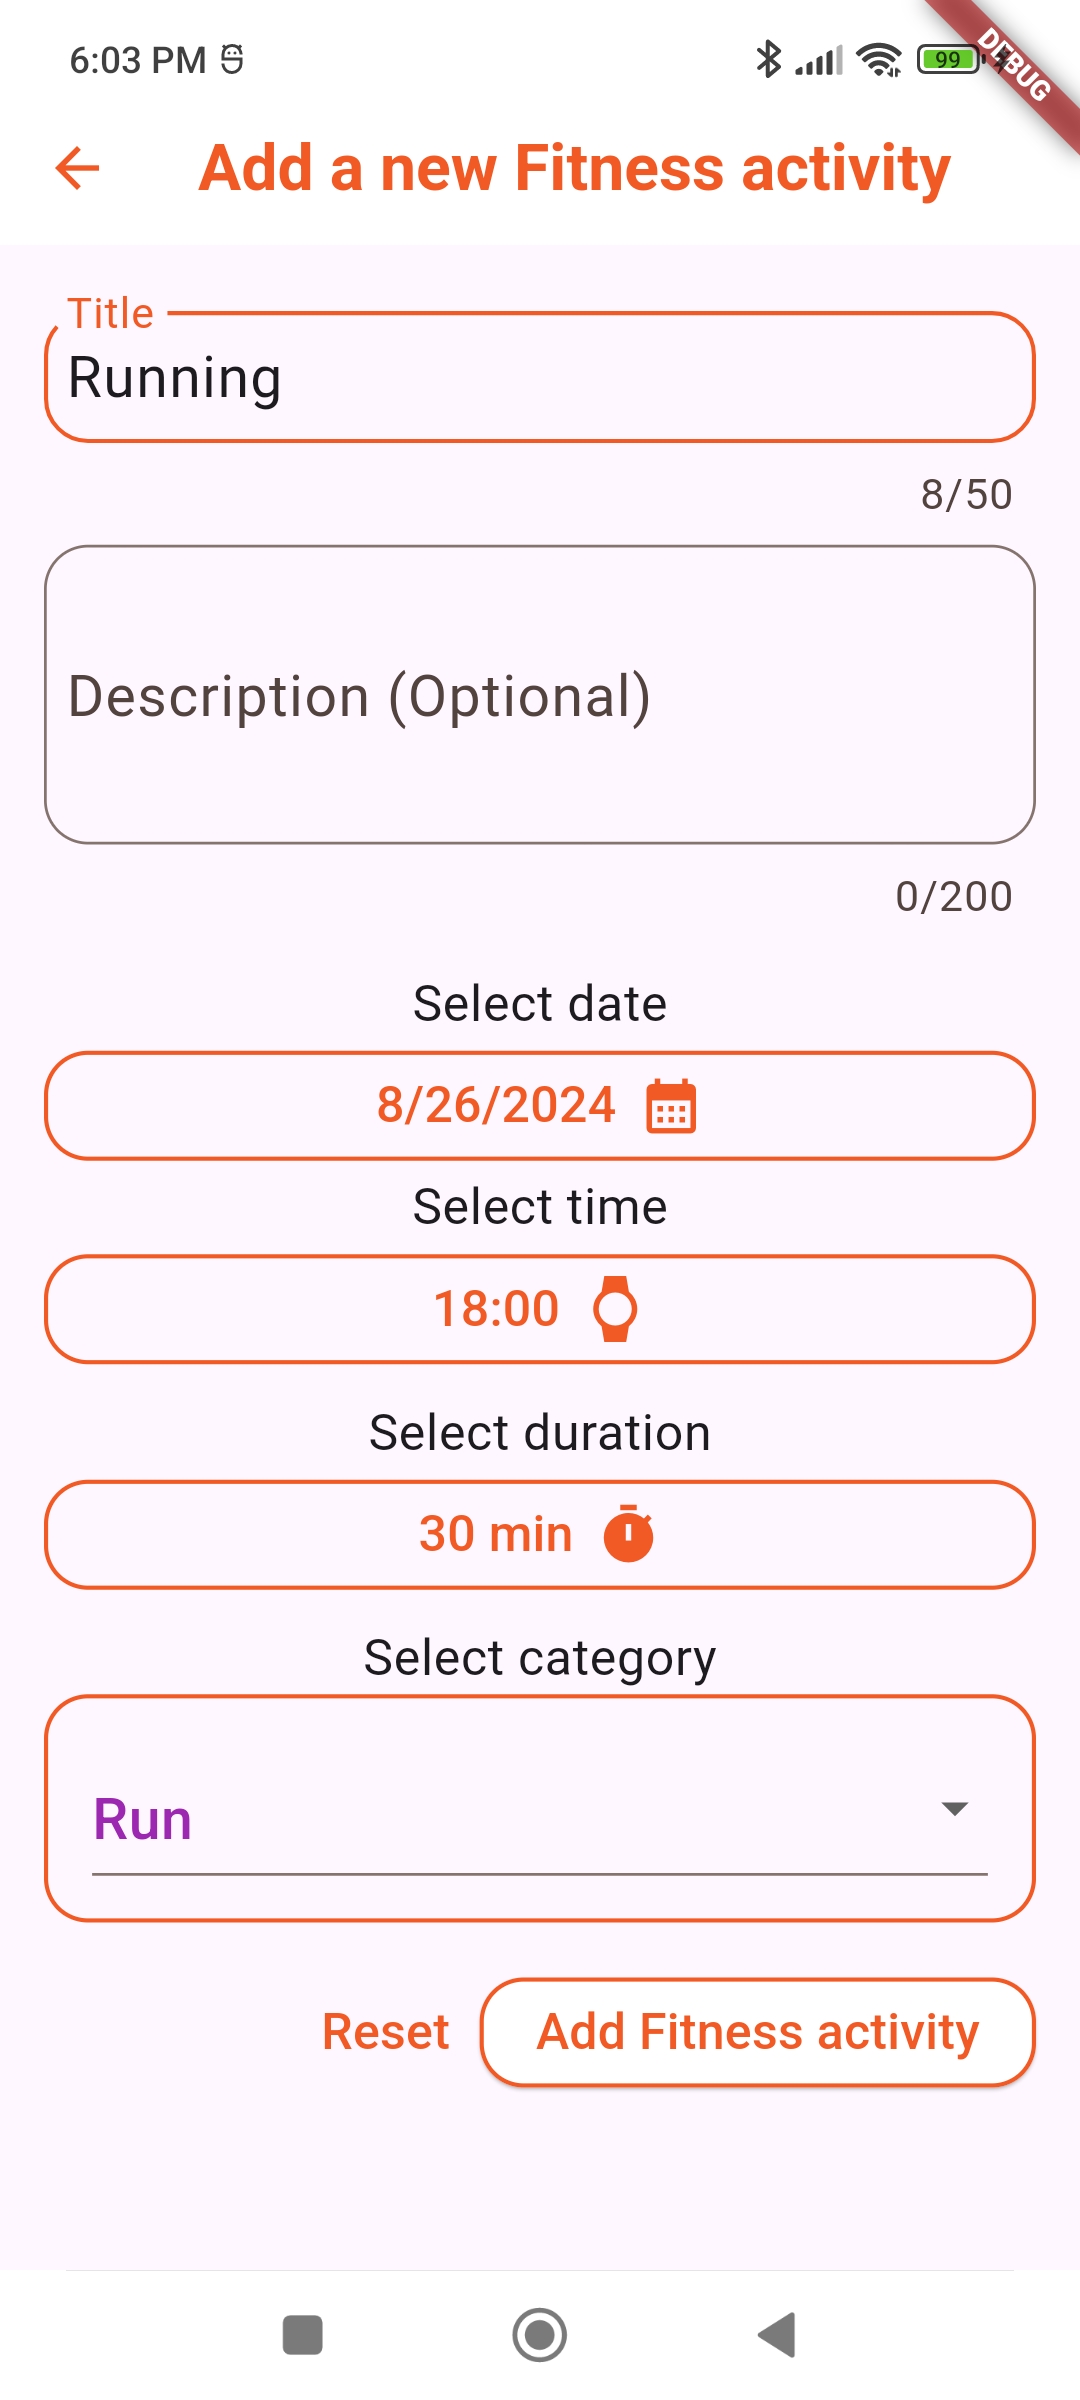 6:03 PM
99
DEBUG
Add a new Fitness activity
Title
Running
8/50
Description (Optional)
0/200
Select date
8/26/2024
Select time
18:00
Select duration
30 min
Select category
Run
Reset
Add Fitness activity